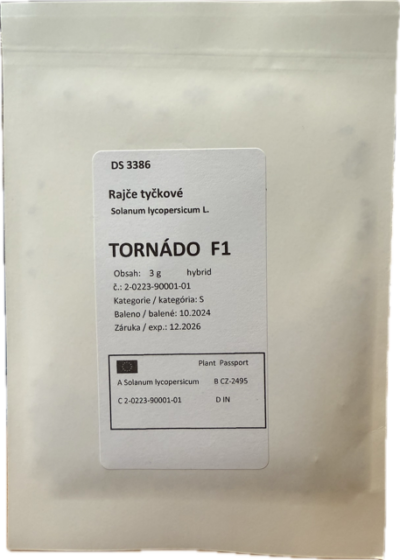 DS 3386
Rajče tyčkové
Solanum lycopersicum L.
TORNÁDO F1
Obsah: 3 g hybrid
č.: 2-0223-90001-01
Kategorie / kategória: S
Baleno / balené: 10.2024
Záruka / exp.: 12.2026
Plant Passport
A Solanum lycopersicum B CZ-2495
C 2-0223-90001-01 D IN